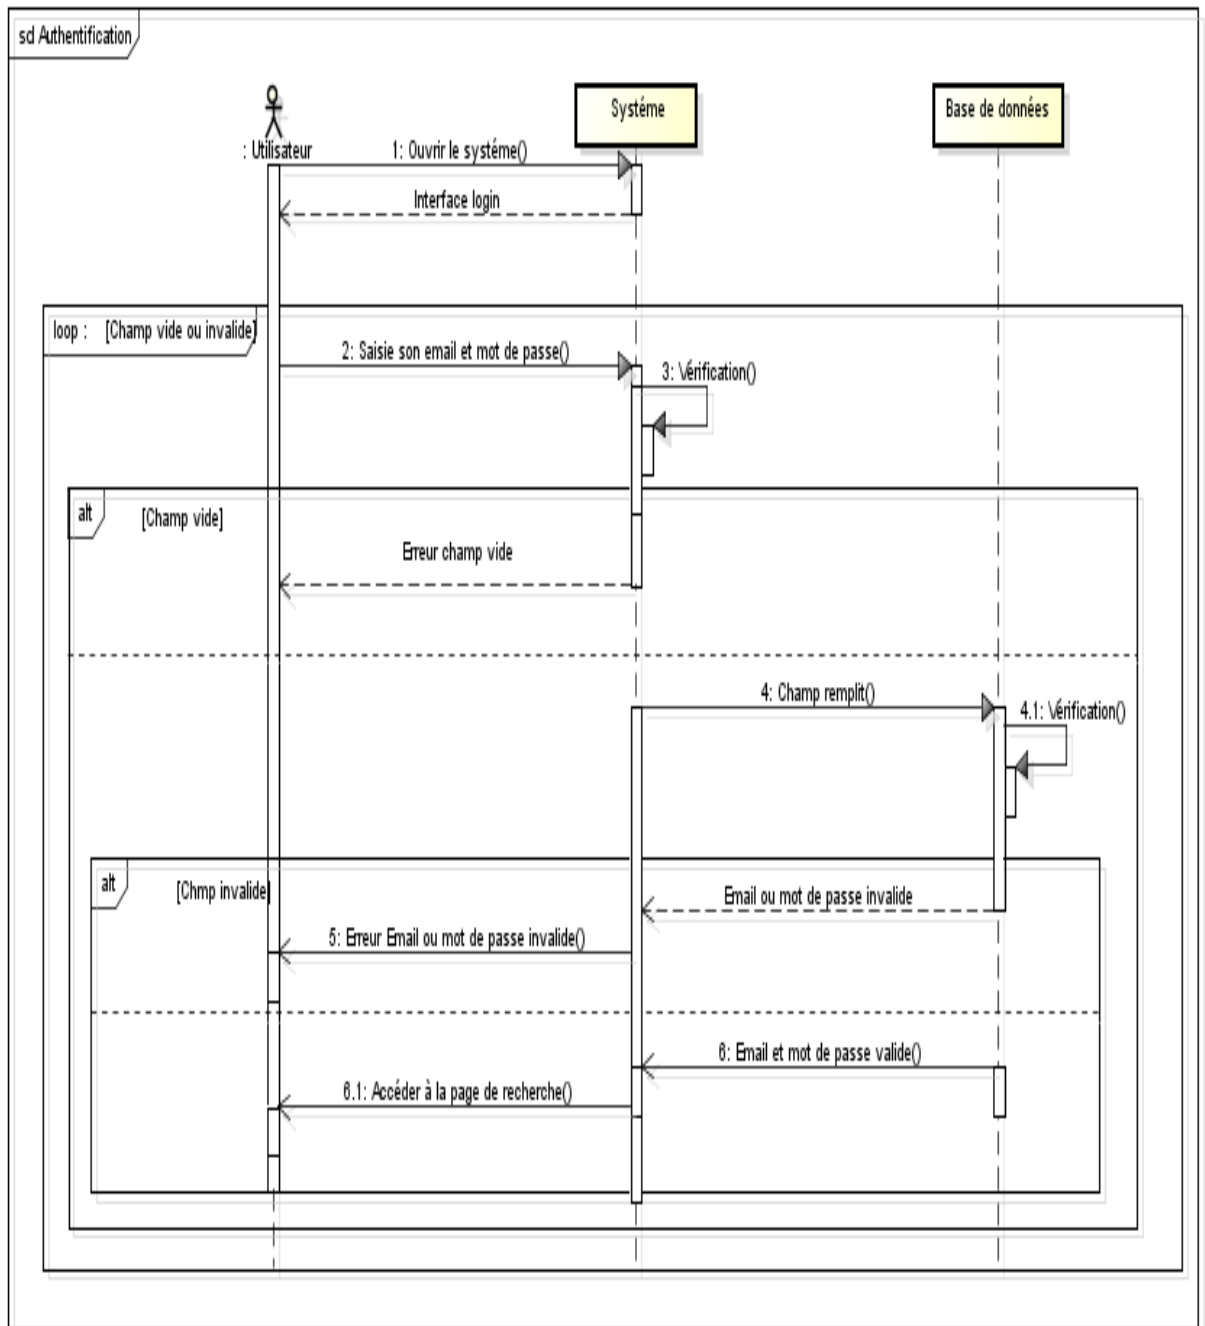 sd Authentification
Systéme
Base de données
: Utilisateur
1: Ouvrir le systéme()
Interface login
loop : [Champ vide ou invalide]
2: Saisie son email et mot de passe()
3: Vérification()
alt [Champ vide]
Erreur champ vide
4: Champ remplit()
4.1: Vérification()
alt [Chmp invalide]
Email ou mot de passe invalide
5: Erreur Email ou mot de passe invalide()
6: Email et mot de passe valide()
6.1: Accéder à la page de recherche()